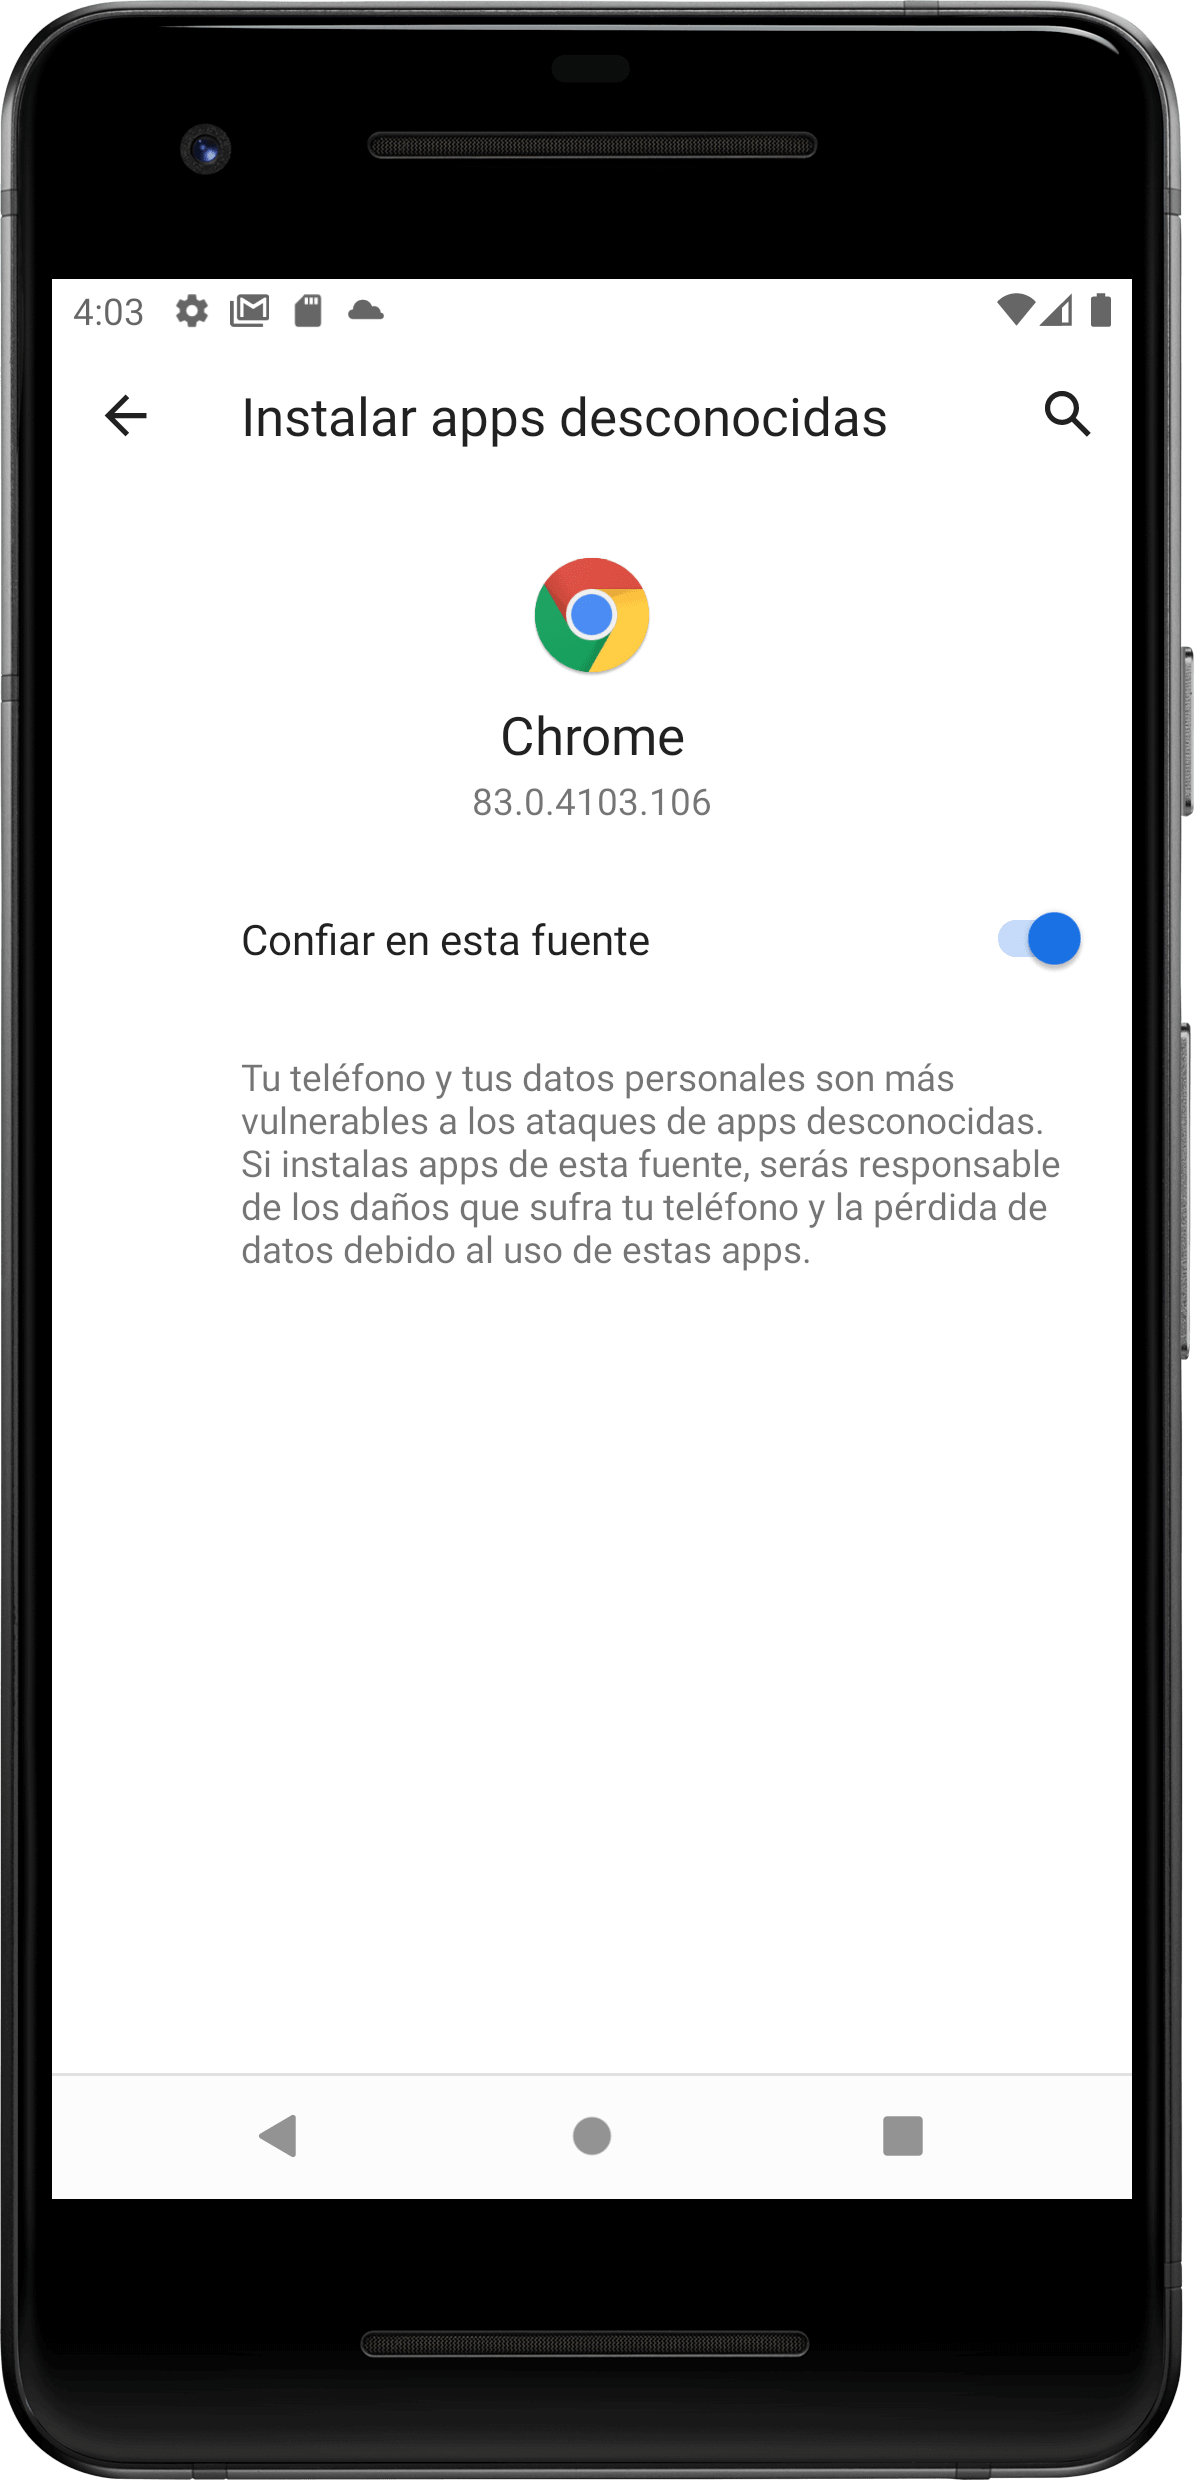 4:03
Instalar apps desconocidas
Chrome
83.0.4103.106
Confiar en esta fuente
Tu teléfono y tus datos personales son más
vulnerables a los ataques de apps desconocidas.
Si instalas apps de esta fuente, serás responsable
de los daños que sufra tu teléfono y la pérdida de
datos debido al uso de estas apps.